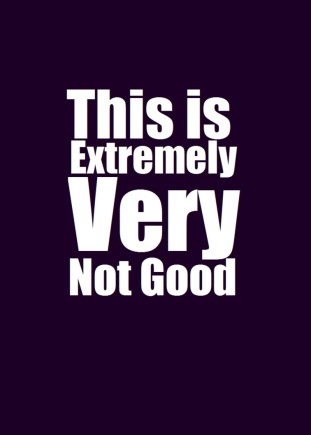 This is
Extremely
Very
Not Good